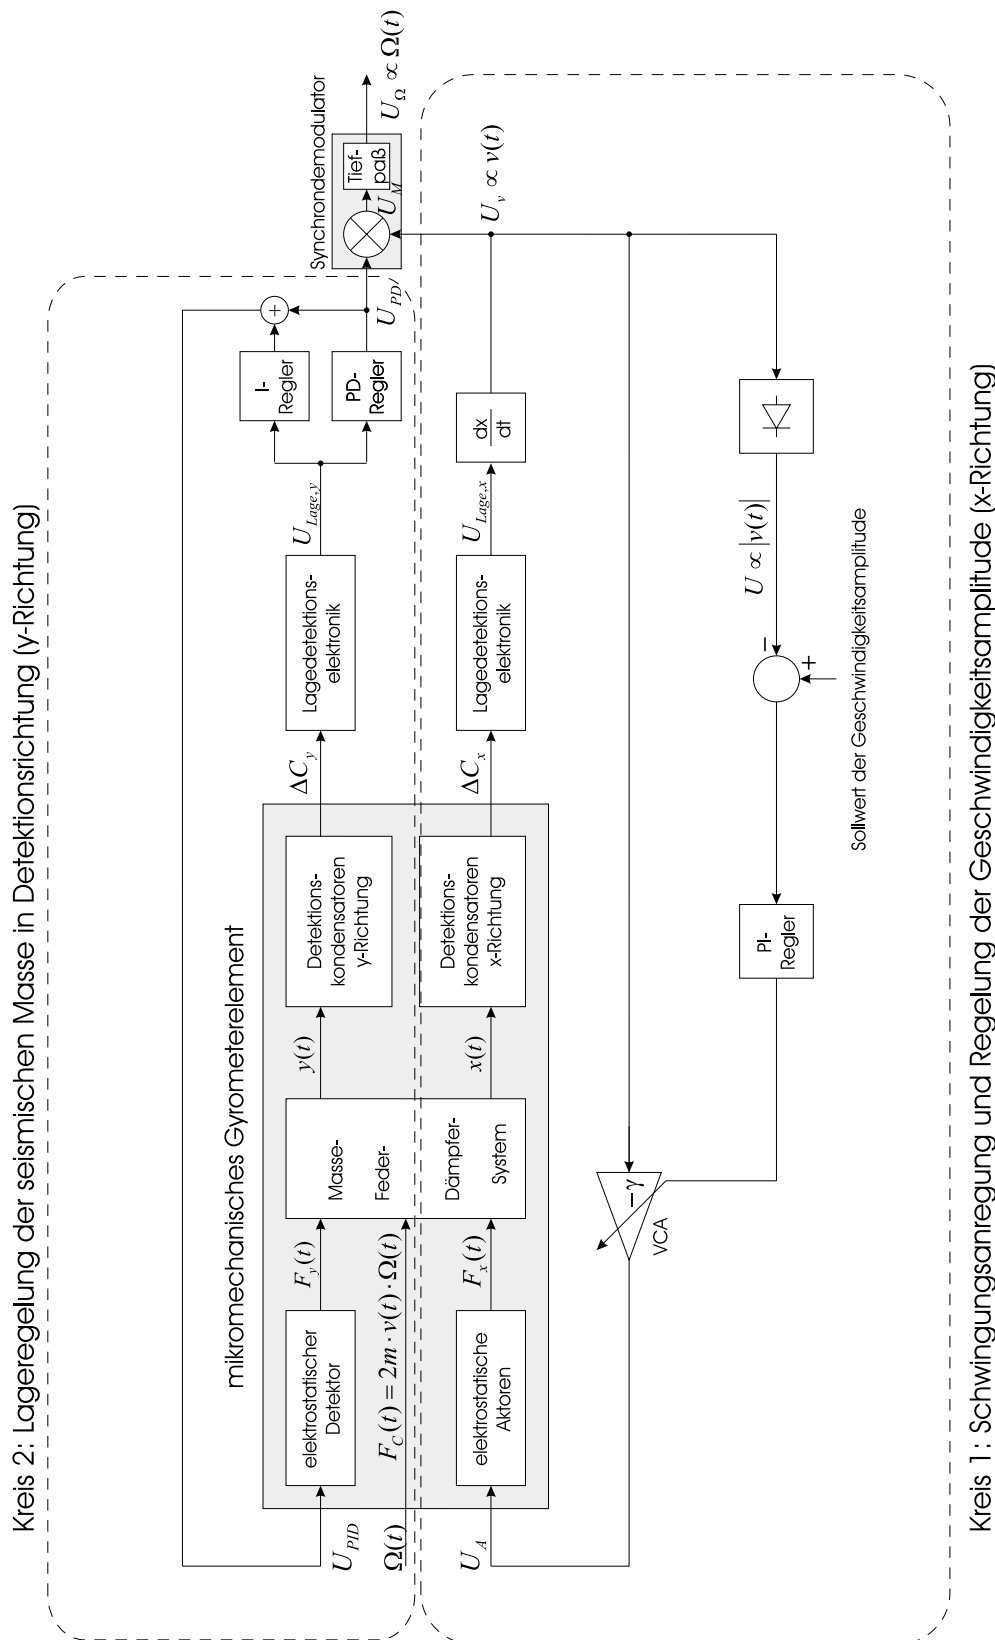 Kreis 2: Lageregelung der seismischen Masse in Detektionsrichtung (y-Richtung)
mikromechanisches Gyrometerelement
Synchrondemodulator
I-
Regler
+
PD-
Regler
Tief-
paß
U_M
U_Ω ∝ Ω(t)
U_PD'
U_PID
elektrostatischer
Detektor
F_y(t)
Masse-
Feder-
Dämpfer-
System
y(t)
Detektions-
kondensatoren
y-Richtung
ΔC_y
Lagedetektions-
elektronik
U_Lage,y
Ω(t)
F_C(t) = 2m · v(t) · Ω(t)
U_A
elektrostatische
Aktoren
F_x(t)
x(t)
Detektions-
kondensatoren
x-Richtung
ΔC_x
Lagedetektions-
elektronik
U_Lage,x
dx
dt
U_v ∝ v(t)
−γ
VCA
PI-
Regler
−
+
U ∝ |v(t)|
Sollwert der Geschwindigkeitsamplitude
Kreis 1: Schwingungsanregung und Regelung der Geschwindigkeitsamplitude (x-Richtung)